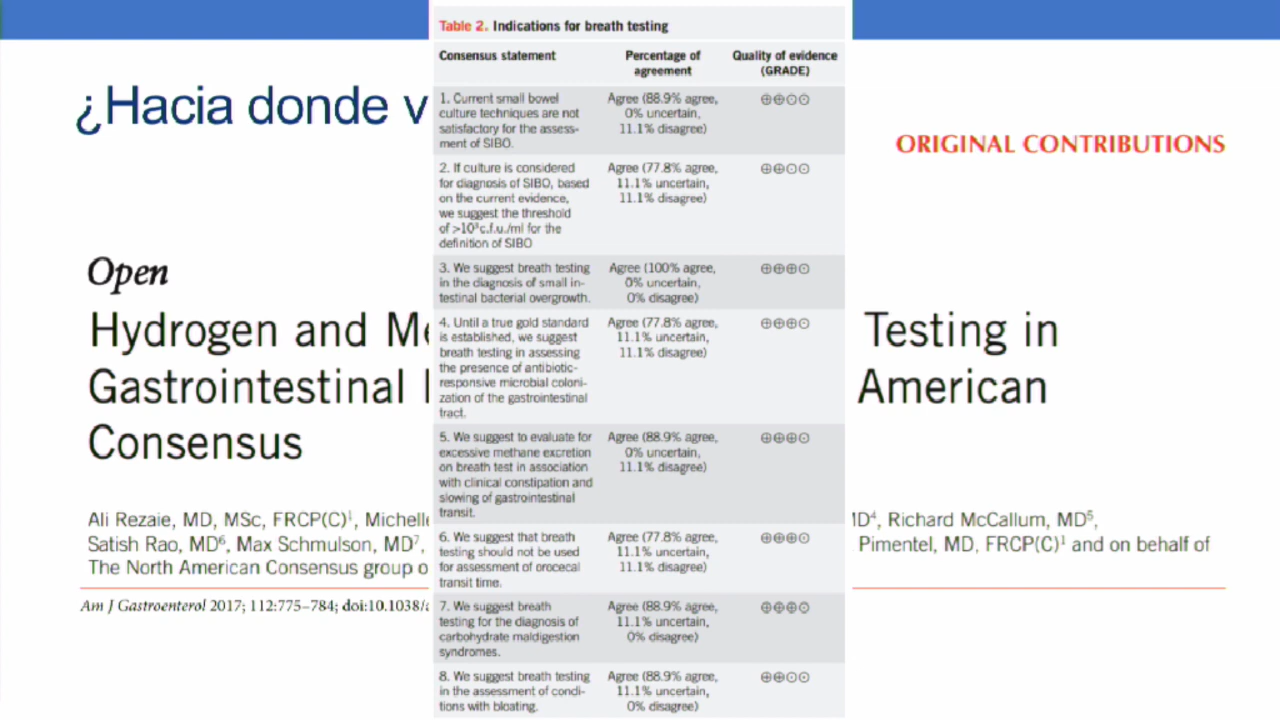 ¿Hacia donde v
ORIGINAL CONTRIBUTIONS
Open
Hydrogen and Me
Testing in
Gastrointestinal
American
Consensus
Ali Rezaie, MD, MSc, FRCP(C)¹, Michelle
MD⁴, Richard McCallum, MD⁵,
Satish Rao, MD⁶, Max Schmulson, MD⁷,
Pimentel, MD, FRCP(C)¹ and on behalf of
The North American Consensus group o
Am J Gastroenterol 2017; 112:775–784; doi:10.1038/
Table 2. Indications for breath testing
Consensus statement
Percentage of
agreement
Quality of evidence
(GRADE)
1. Current small bowel
culture techniques are not
satisfactory for the assess-
ment of SIBO.
Agree (88.9% agree,
0% uncertain,
11.1% disagree)
⊕⊕⊙⊙
2. If culture is considered
for diagnosis of SIBO, based
on the current evidence,
we suggest the threshold
of >10³c.f.u./ml for the
definition of SIBO
Agree (77.8% agree,
11.1% uncertain,
11.1% disagree)
⊕⊕⊙⊙
3. We suggest breath testing
in the diagnosis of small in-
testinal bacterial overgrowth.
Agree (100% agree,
0% uncertain,
0% disagree)
⊕⊕⊕⊙
4. Until a true gold standard
is established, we suggest
breath testing in assessing
the presence of antibiotic-
responsive microbial coloni-
zation of the gastrointestinal
tract.
Agree (77.8% agree,
11.1% uncertain,
11.1% disagree)
⊕⊕⊕⊙
5. We suggest to evaluate for
excessive methane excretion
on breath test in association
with clinical constipation and
slowing of gastrointestinal
transit.
Agree (88.9% agree,
0% uncertain,
11.1% disagree)
⊕⊕⊕⊙
6. We suggest that breath
testing should not be used
for assessment of orocecal
transit time.
Agree (77.8% agree,
11.1% uncertain,
11.1% disagree)
⊕⊕⊕⊙
7. We suggest breath
testing for the diagnosis of
carbohydrate maldigestion
syndromes.
Agree (88.9% agree,
11.1% uncertain,
0% disagree)
⊕⊕⊕⊙
8. We suggest breath testing
in the assessment of condi-
tions with bloating.
Agree (88.9% agree,
11.1% uncertain,
0% disagree)
⊕⊕⊙⊙